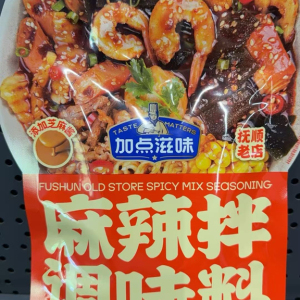 添加芝麻酱
TASTE MATTERS
加点滋味
抚顺
老店
FUSHUN OLD STORE SPICY MIX SEASONING
麻辣拌
调味料